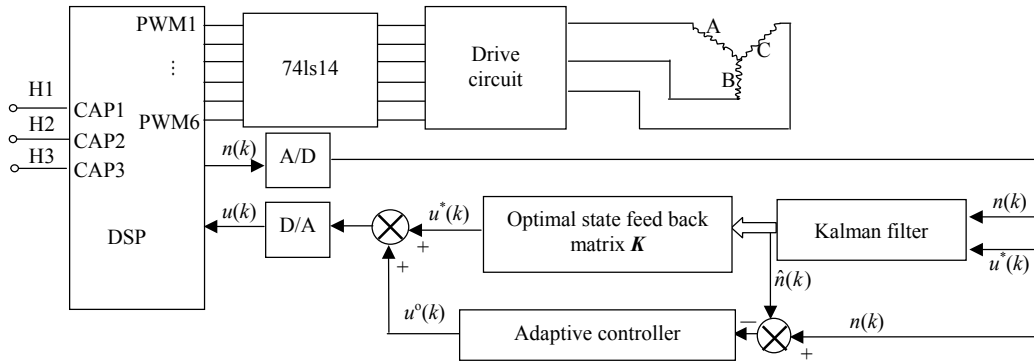 PWM1
⋮
PWM6
H1
H2
H3
CAP1
CAP2
CAP3
DSP
74ls14
Drive
circuit
A
B
C
n(k)
A/D
u(k)
D/A
u*(k)
+
+
Optimal state feed back
matrix K
Kalman filter
n(k)
u*(k)
n̂(k)
uº(k)
Adaptive controller
−
+
n(k)